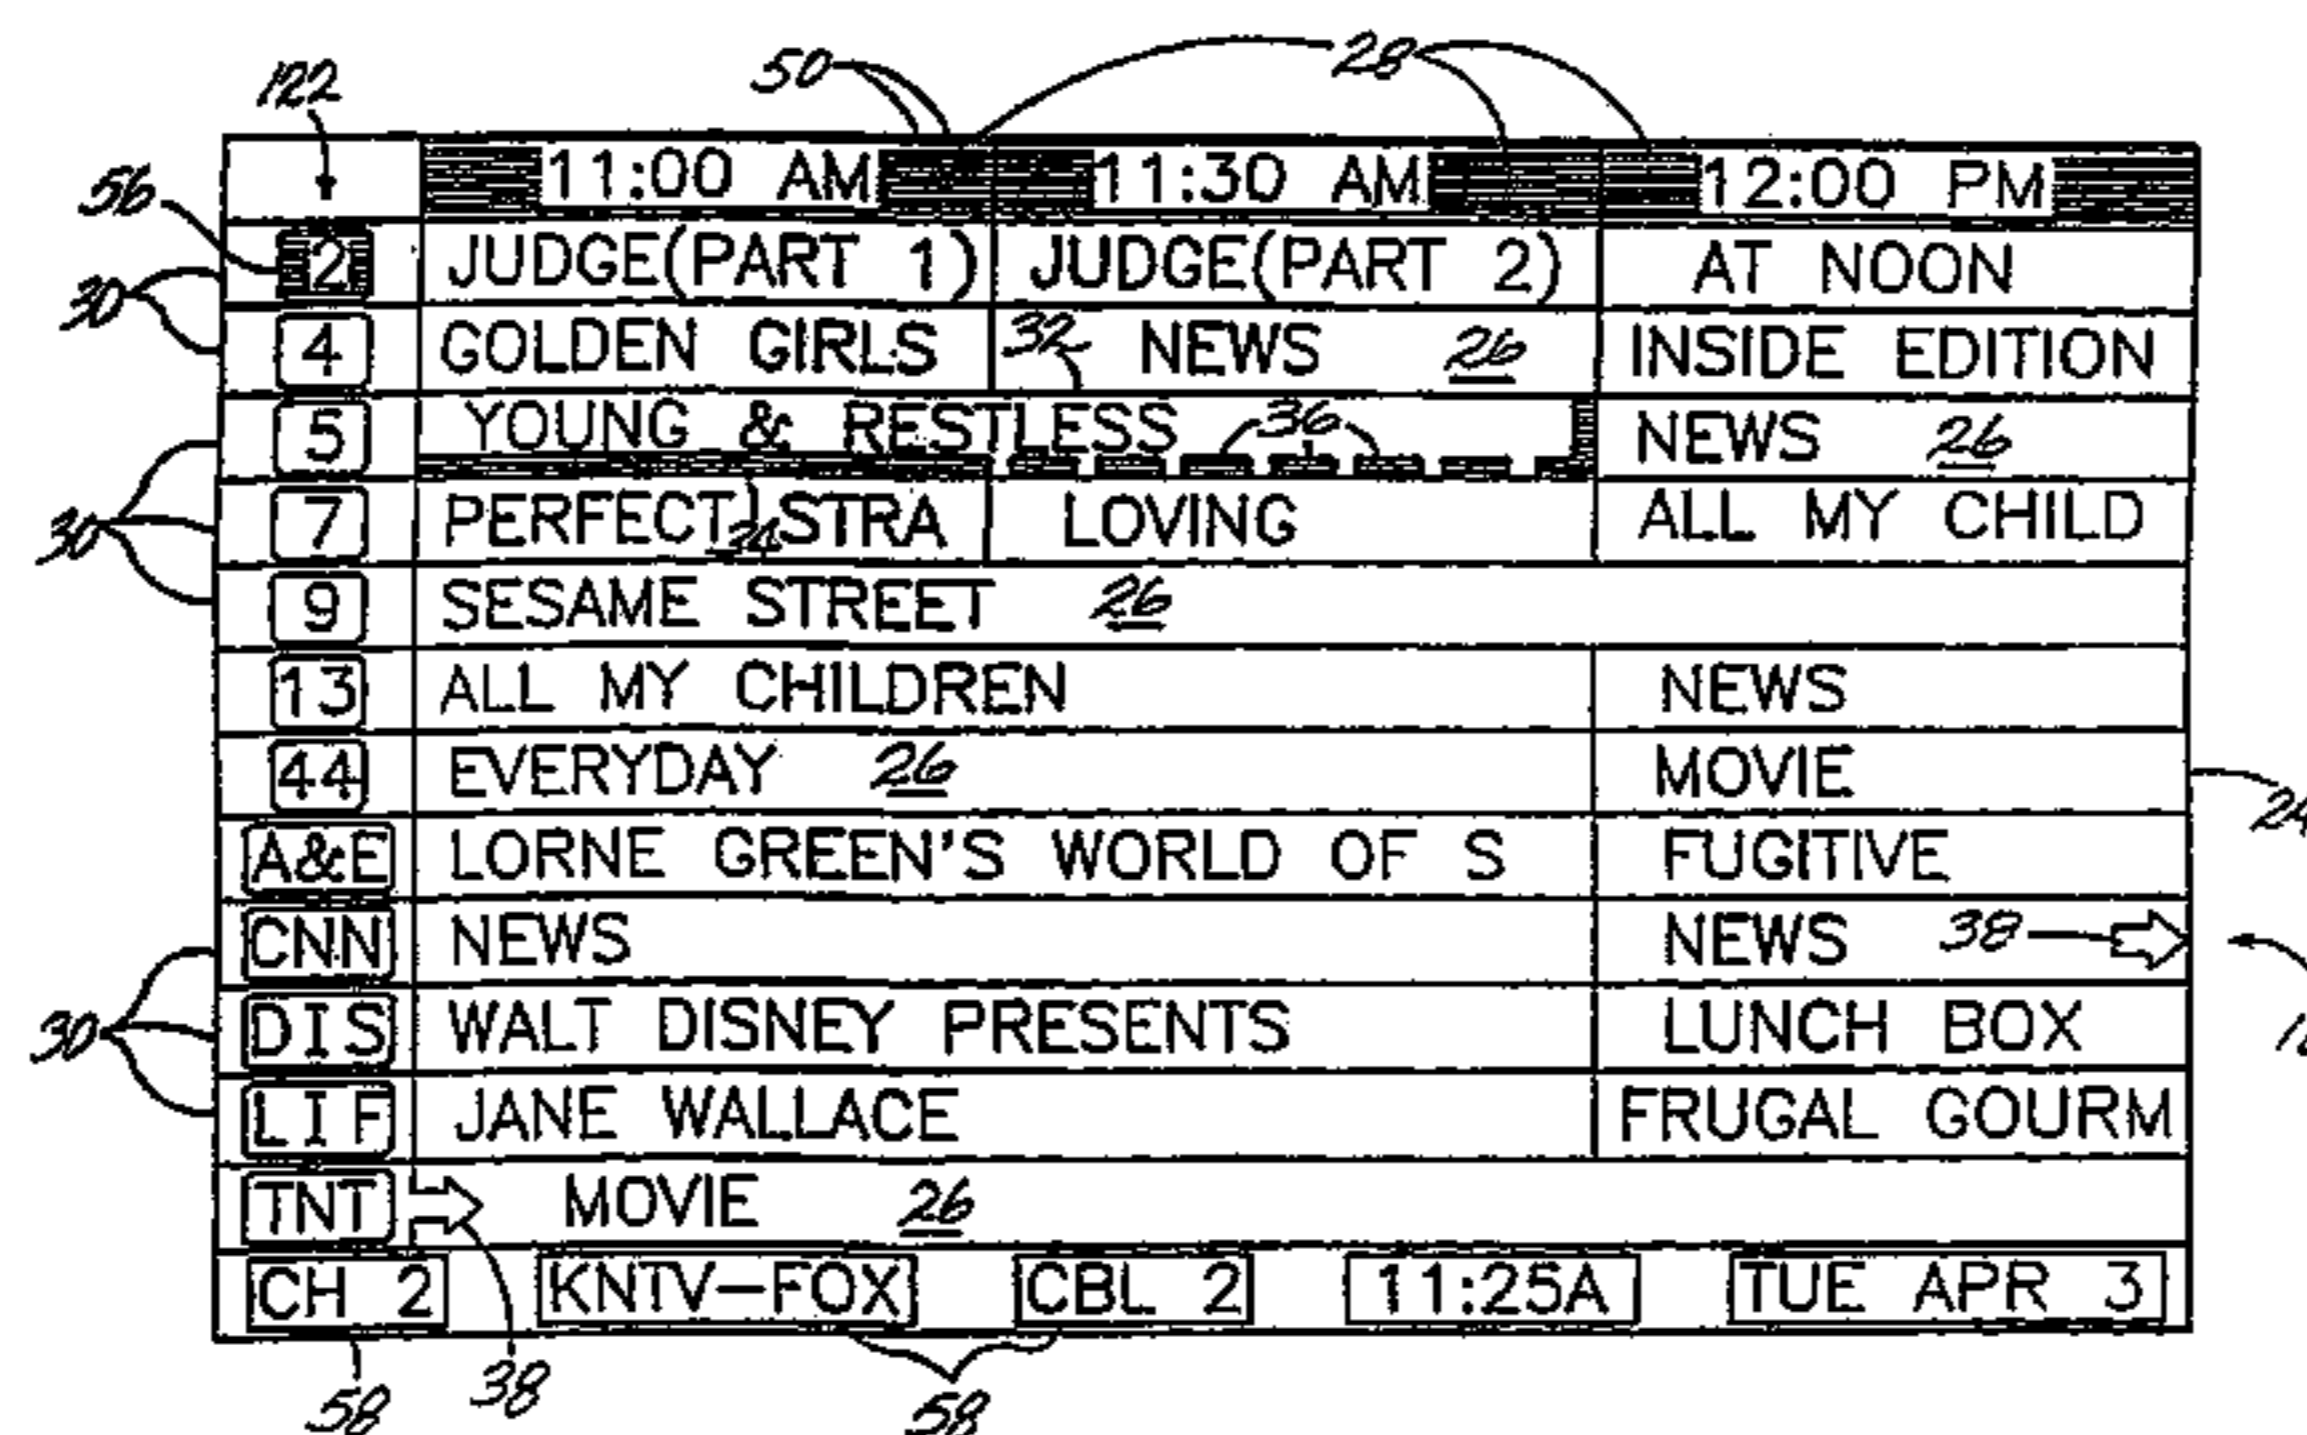 50 28
122
11:00 AM 11:30 AM 12:00 PM
56
2 JUDGE(PART 1) JUDGE(PART 2) AT NOON
30
4 GOLDEN GIRLS 32 NEWS 26 INSIDE EDITION
5 YOUNG & RESTLESS 36 NEWS 26
30
7 PERFECT STRA LOVING ALL MY CHILD
34
9 SESAME STREET 26
13 ALL MY CHILDREN NEWS
44 EVERYDAY 26 MOVIE
24
A&E LORNE GREEN'S WORLD OF S FUGITIVE
CNN NEWS NEWS 38
30
DIS WALT DISNEY PRESENTS LUNCH BOX
LIF JANE WALLACE FRUGAL GOURM
TNT MOVIE 26
CH 2 KNTV-FOX CBL 2 11:25A TUE APR 3
58 38 58